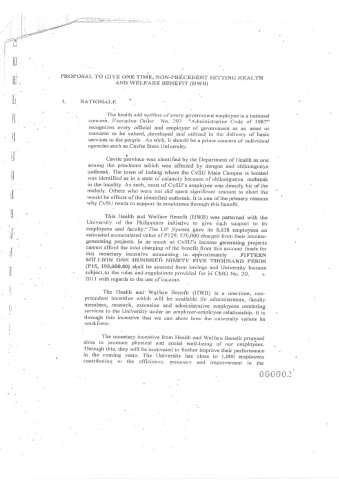 PROPOSAL TO GIVE ONE TIME, NON-PRECEDENT SETTING HEALTH
AND WELFARE BENEFIT (HWB)
I. RATIONALE
The health and welfare of every government employee is a national
concern. Executive Order No. 292 "Administrative Code of 1987"
recognizes every official and employee of government as an asset or
resource to be valued, developed and utilized in the delivery of basic
services to the people. As such, it should be a prime concern of individual
agencies such as Cavite State University.
Cavite province was identified by the Department of Health as one
among the provinces which was affected by dengue and chikungunya
outbreak. The town of Indang where the CvSU Main Campus is located
was identified as in a state of calamity because of chikungunya outbreak
in the locality. As such, most of CvSU's employee was directly hit of the
malady. Others who were not did spent significant amount to abort the
would be effects of the identified outbreak. It is one of the primary reasons
why CvSU needs to support its employees through this benefit.
This Health and Welfare Benefit (HWB) was patterned with the
University of the Philippines initiative to give such support to its
employees and faculty. The UP System gave its 8,638 employees an
estimated accumulated value of P129, 570,000 charged from their income-
generating projects. In as much as CvSU's income generating projects
cannot afford the total charging of the benefit from this account funds for
this monetary incentive amounting to approximately FIFTEEN
MILLION ONE HUNDRED NINETY FIVE THOUSAND PESOS
(P15, 195,000.00) shall be sourced from savings and University income
subject to the rules and regulations provided for in CMO No. 20, s.
2011 with regards to the use of income.
The Health and Welfare Benefit (HWB) is a one-time, non-
precedent incentive which will be available for administrators, faculty
members, research, extension and administrative employees rendering
services to the University under an employer-employee relationship. It is
through this incentive that we can show how the university values its
workforce.
The monetary incentive from Health and Welfare Benefit proposal
aims to promote physical and social well-being of our employees.
Through this, they will be motivated to further improve their performance
in the coming years. The University has close to 1,000 employees
contributing to the efficiency, economy and improvement in the
000002